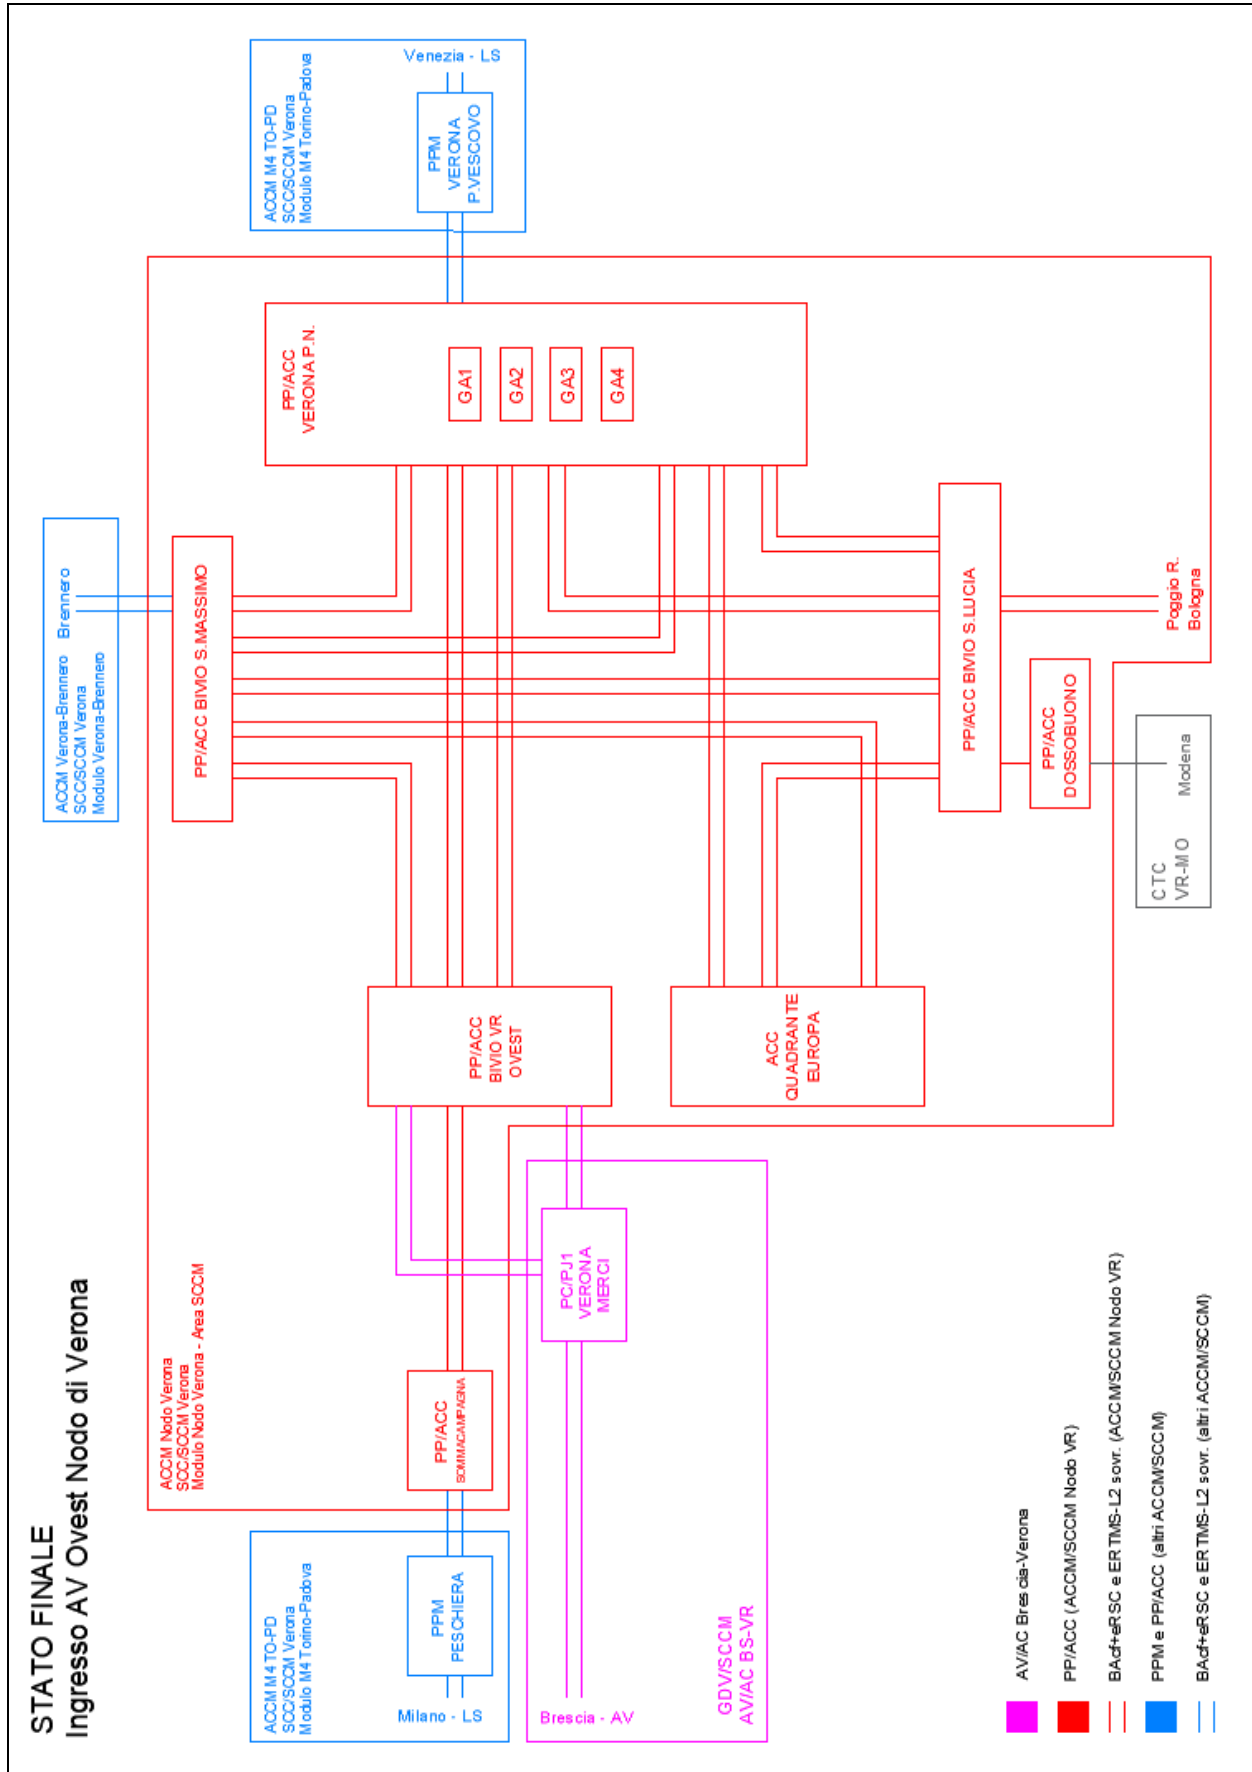 STATO FINALE
Ingresso AV Ovest Nodo di Verona
ACCM M4 TO-PD
SCC/SCCM Verona
Modulo M4 Torino-Padova
PPM
PESCHIERA
Milano - LS
ACCM Nodo Verona
SCC/SCCM Verona
Modulo Nodo Verona - Area SCCM
PP/ACC
SOMMACAMPAGNA
Brescia - AV
GDV/SCCM
AV/AC BS-VR
PC/PJ1
VERONA
MERCI
PP/ACC
BIVIO VR
OVEST
ACC
QUADRANTE
EUROPA
ACCM Verona-Brennero
SCC/SCCM Verona
Modulo Verona-Brennero
Brennero
PP/ACC BIVIO S.MASSIMO
PP/ACC BIVIO S.LUCIA
PP/ACC
DOSSOBUONO
CTC
VR-MO
Modena
Poggio R.
Bologna
PP/ACC
VERONA P.N.
GA1
GA2
GA3
GA4
ACCM M4 TO-PD
SCC/SCCM Verona
Modulo M4 Torino-Padova
PPM
VERONA
P.VESCOVO
Venezia - LS
AV/AC Brescia-Verona
PP/ACC (ACCM/SCCM Nodo VR)
BAcf+eRSC e ERTMS-L2 sovr. (ACCM/SCCM Nodo VR)
PPM e PP/ACC (altri ACCM/SCCM)
BAcf+eRSC e ERTMS-L2 sovr. (altri ACCM/SCCM)